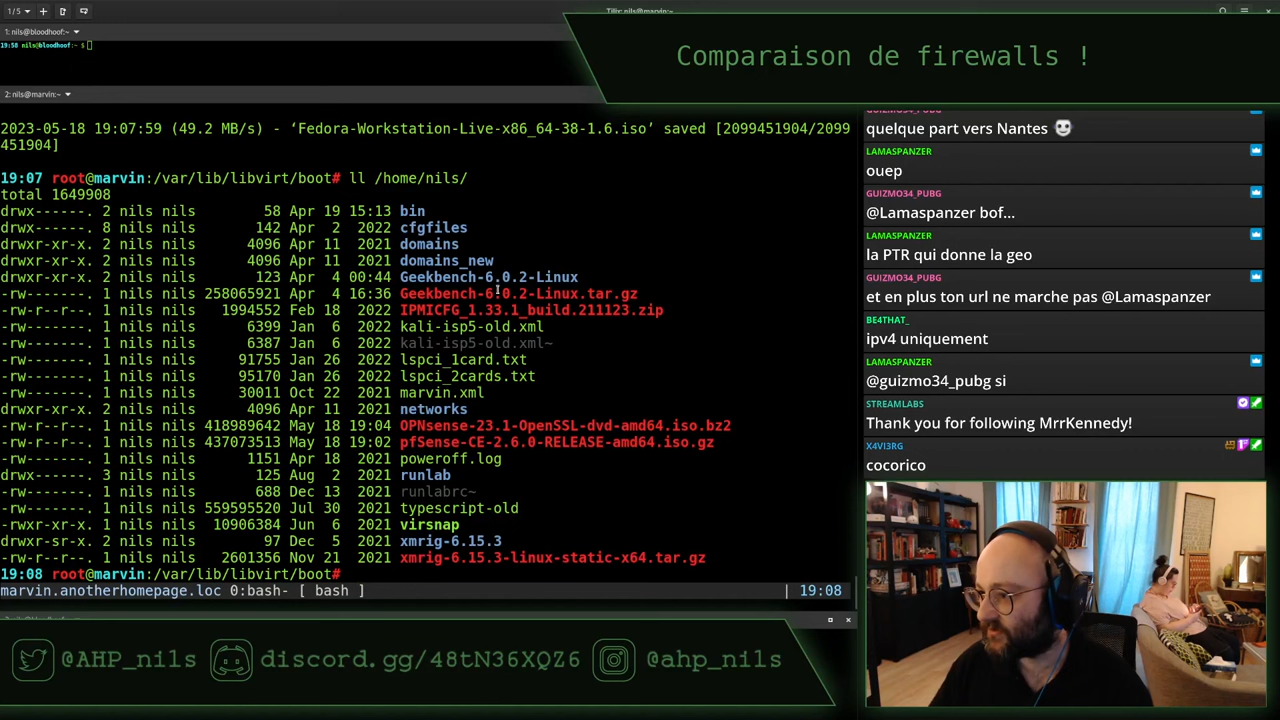 1/5
Tilix: nils@marvin:~
1: nils@bloodhoof:~
19:58 nils@bloodhoof:~ $
Comparaison de firewalls !
2: nils@marvin:~
2023-05-18 19:07:59 (49.2 MB/s) - ‘Fedora-Workstation-Live-x86_64-38-1.6.iso’ saved [2099451904/2099
451904]
19:07 root@marvin:/var/lib/libvirt/boot# ll /home/nils/
total 1649908
drwx------. 2 nils nils        58 Apr 19 15:13 bin
drwx------. 8 nils nils       142 Apr  2  2022 cfgfiles
drwxr-xr-x. 2 nils nils      4096 Apr 11  2021 domains
drwxr-xr-x. 2 nils nils      4096 Apr 11  2021 domains_new
drwxr-xr-x. 2 nils nils       123 Apr  4 00:44 Geekbench-6.0.2-Linux
-rw-------. 1 nils nils 258065921 Apr  4 16:36 Geekbench-6.0.2-Linux.tar.gz
-rw-r--r--. 1 nils nils   1994552 Feb 18  2022 IPMICFG_1.33.1_build.211123.zip
-rw-------. 1 nils nils      6399 Jan  6  2022 kali-isp5-old.xml
-rw-------. 1 nils nils      6387 Jan  6  2022 kali-isp5-old.xml~
-rw-------. 1 nils nils     91755 Jan 26  2022 lspci_1card.txt
-rw-------. 1 nils nils     95170 Jan 26  2022 lspci_2cards.txt
-rw-------. 1 nils nils     30011 Oct 22  2021 marvin.xml
drwxr-xr-x. 2 nils nils      4096 Apr 11  2021 networks
-rw-r--r--. 1 nils nils 418989642 May 18 19:04 OPNsense-23.1-OpenSSL-dvd-amd64.iso.bz2
-rw-r--r--. 1 nils nils 437073513 May 18 19:02 pfSense-CE-2.6.0-RELEASE-amd64.iso.gz
-rw-------. 1 nils nils      1151 Apr 18  2021 poweroff.log
drwx------. 3 nils nils       125 Aug  2  2021 runlab
-rw-------. 1 nils nils       688 Dec 13  2021 runlabrc~
-rw-------. 1 nils nils 559595520 Jul 30  2021 typescript-old
-rwxr-xr-x. 1 nils nils  10906384 Jun  6  2021 virsnap
drwxr-sr-x. 2 nils nils        97 Dec  5  2021 xmrig-6.15.3
-rw-r--r--. 1 nils nils   2601356 Nov 21  2021 xmrig-6.15.3-linux-static-x64.tar.gz
19:08 root@marvin:/var/lib/libvirt/boot#
marvin.anotherhomepage.loc 0:bash- [ bash ] | 19:08
GUIZMO34_PUBG
quelque part vers Nantes
LAMASPANZER
ouep
GUIZMO34_PUBG
@Lamaspanzer bof...
LAMASPANZER
la PTR qui donne la geo
GUIZMO34_PUBG
et en plus ton url ne marche pas @Lamaspanzer
BE4THAT_
ipv4 uniquement
LAMASPANZER
@guizmo34_pubg si
STREAMLABS
Thank you for following MrrKennedy!
X4VI3RG
cocorico
@AHP_nils discord.gg/48tN36XQZ6 @ahp_nils